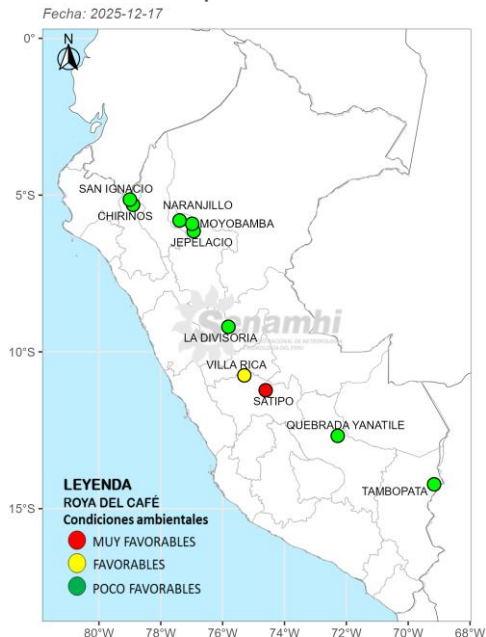 Fecha: 2025-12-17
N
0°
SAN IGNACIO
NARANJILLO
5°S
CHIRINOS
MOYOBAMBA
JEPELACIO
Senamhi
LA DIVISORIA
10°S
VILLA RICA
SATIPO
QUEBRADA YANATILE
TAMBOPATA
LEYENDA
ROYA DEL CAFÉ
15°S
Condiciones ambientales
MUY FAVORABLES
FAVORABLES
POCO FAVORABLES
80°W 78°W 76°W 74°W 72°W 70°W 68°W